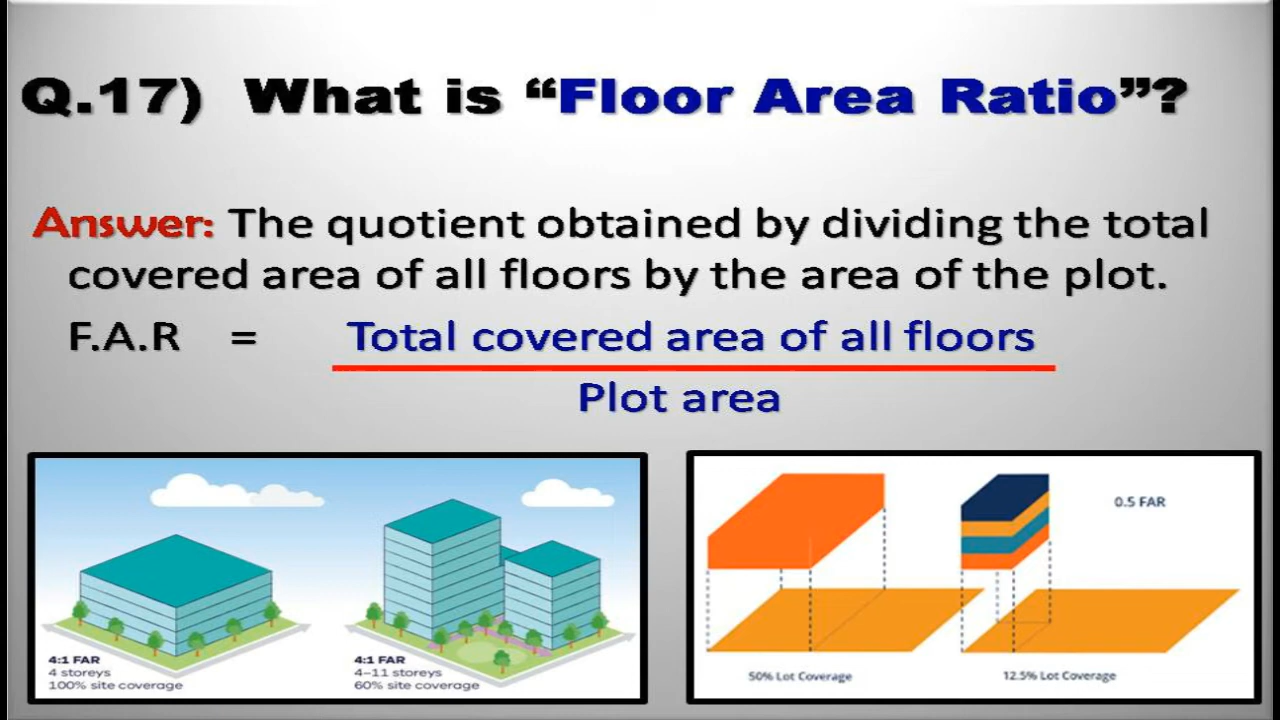 Q.17) What is “Floor Area Ratio”?
Answer: The quotient obtained by dividing the total
covered area of all floors by the area of the plot.
F.A.R = Total covered area of all floors
Plot area
4:1 FAR
4 storeys
100% site coverage
4:1 FAR
4–11 storeys
60% site coverage
0.5 FAR
50% Lot Coverage
12.5% Lot Coverage